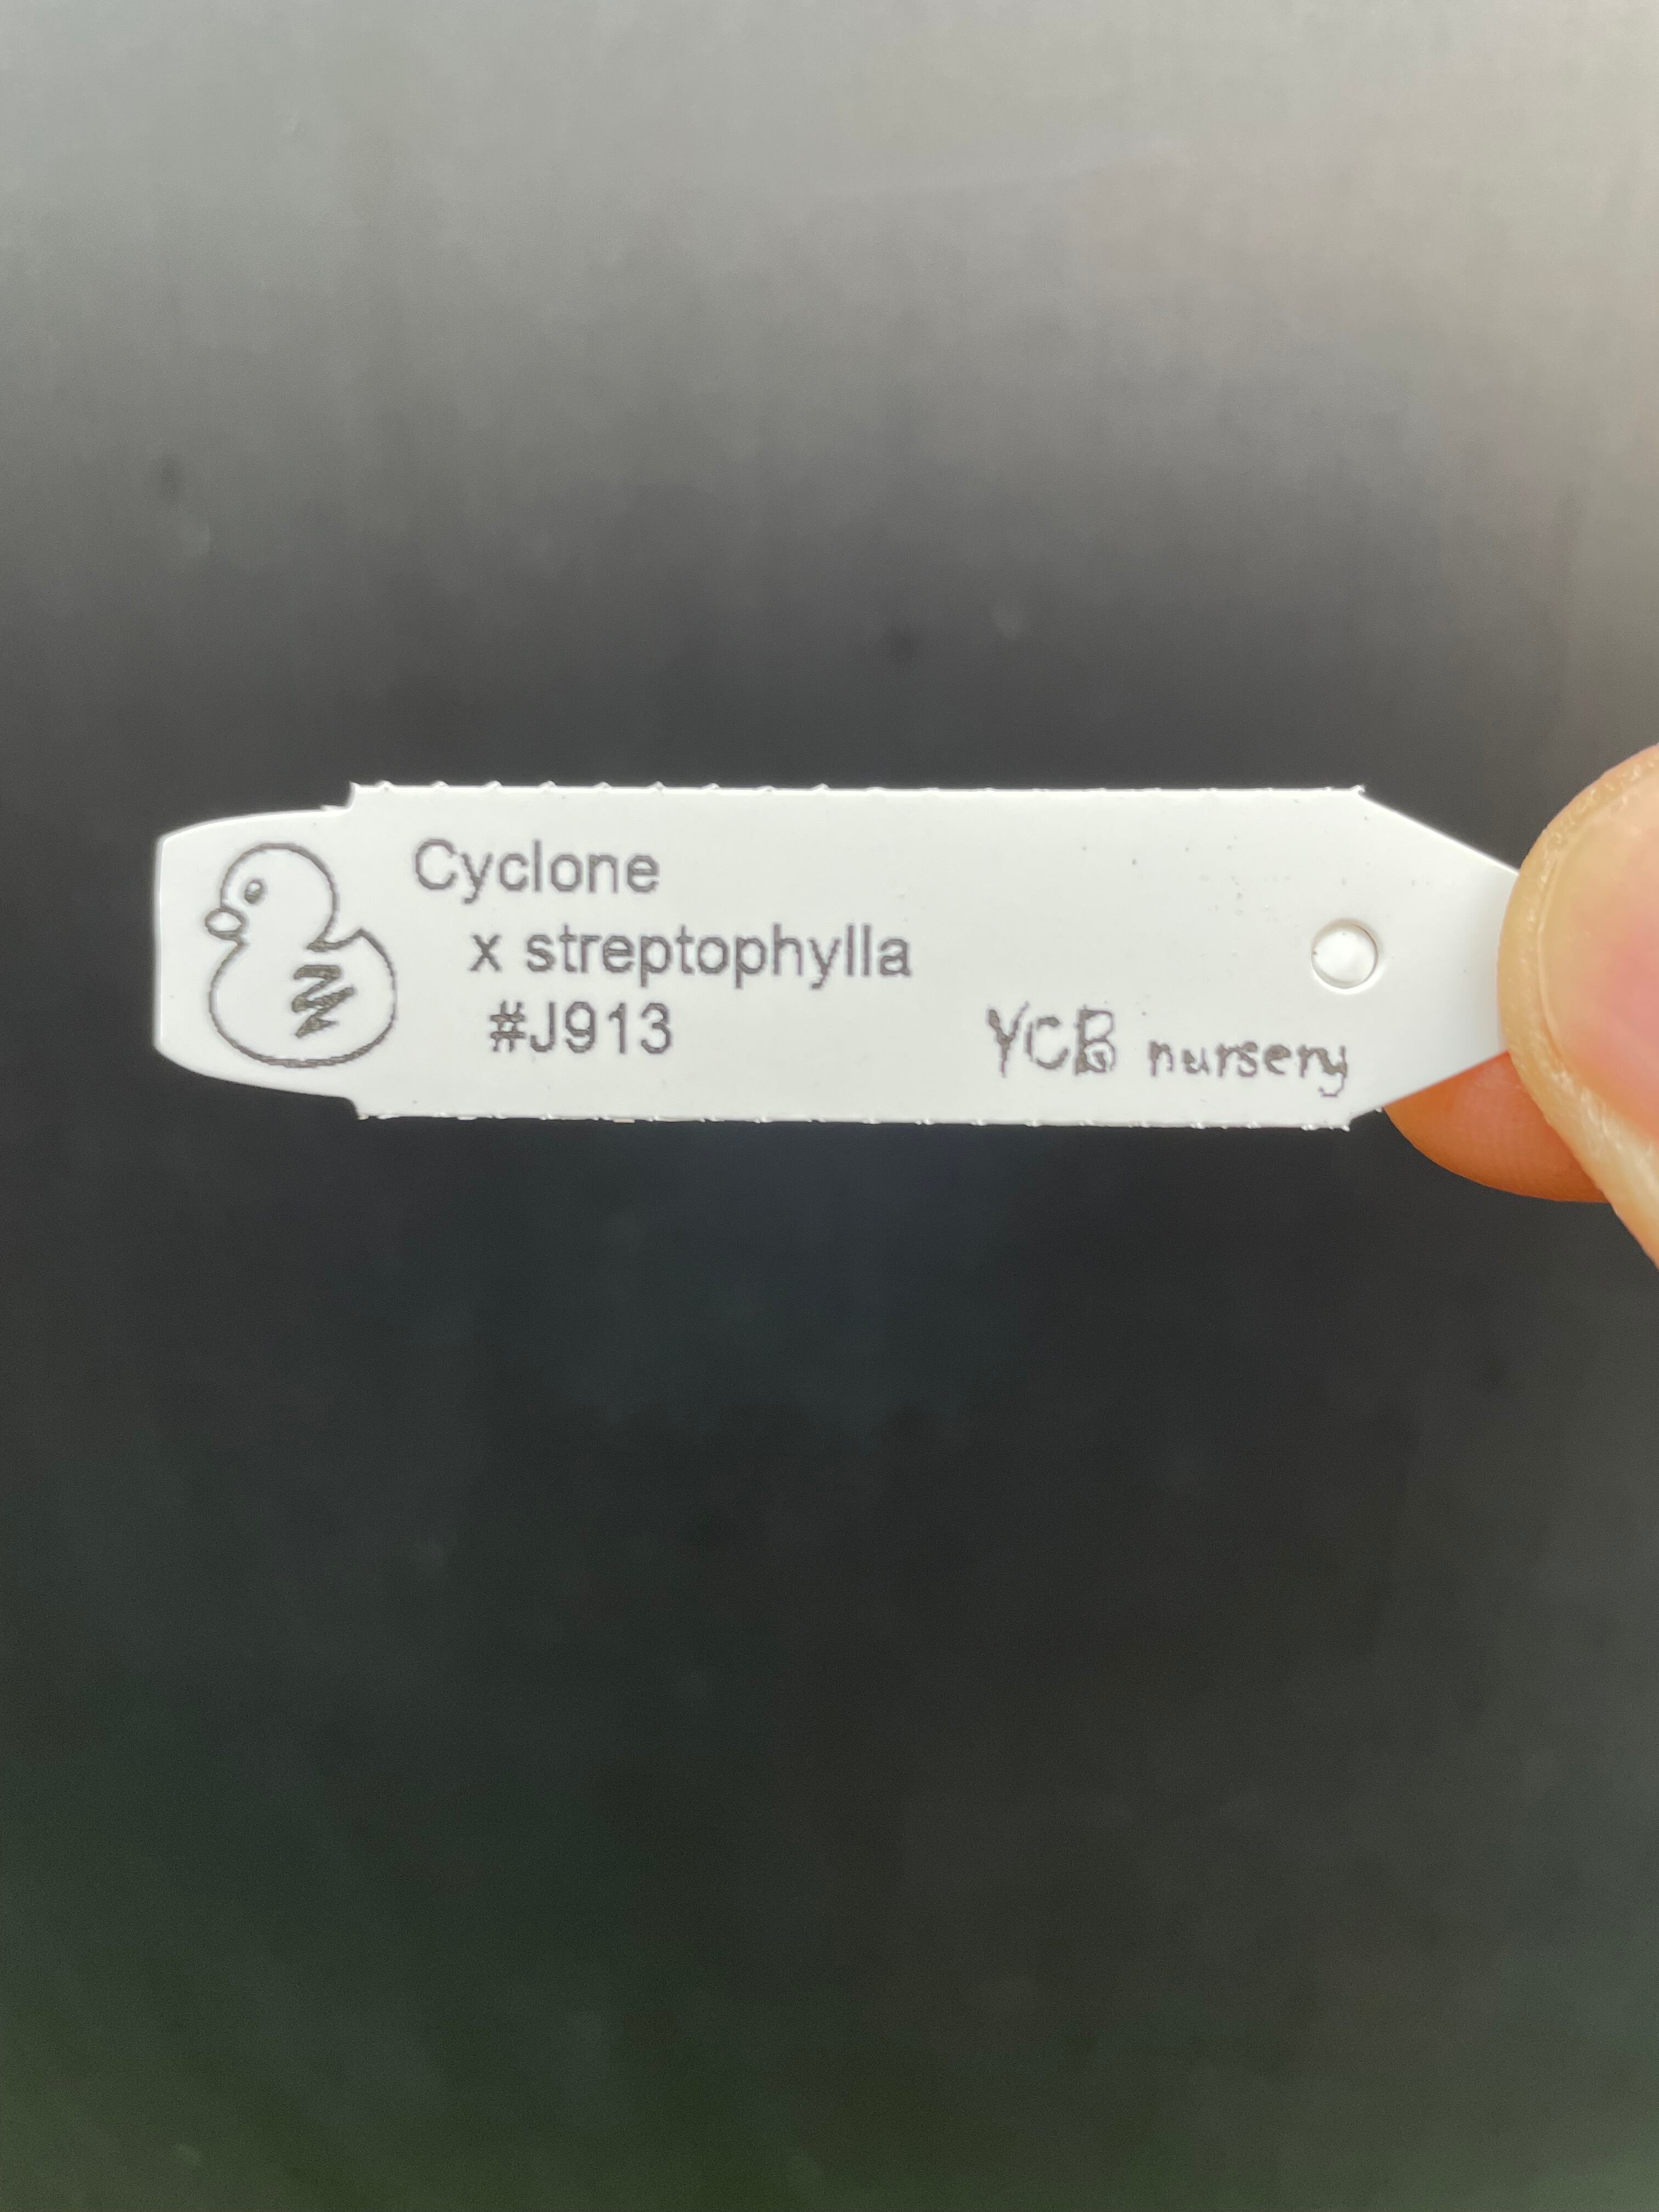 Cyclone
x streptophylla
#J913
YCB nursery